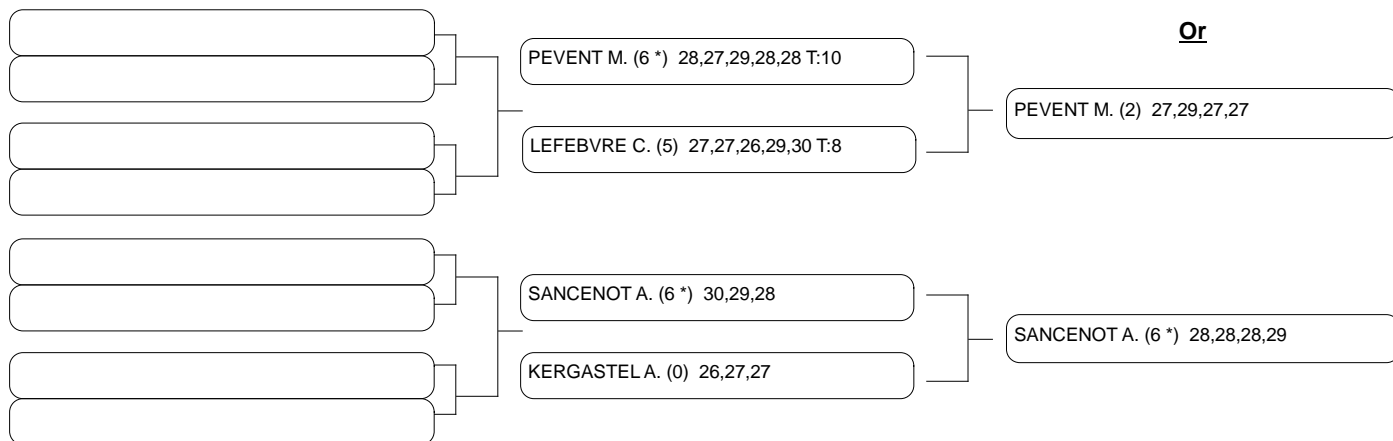 Or
PEVENT M. (6 *) 28,27,29,28,28 T:10
LEFEBVRE C. (5) 27,27,26,29,30 T:8
PEVENT M. (2) 27,29,27,27
SANCENOT A. (6 *) 30,29,28
KERGASTEL A. (0) 26,27,27
SANCENOT A. (6 *) 28,28,28,29